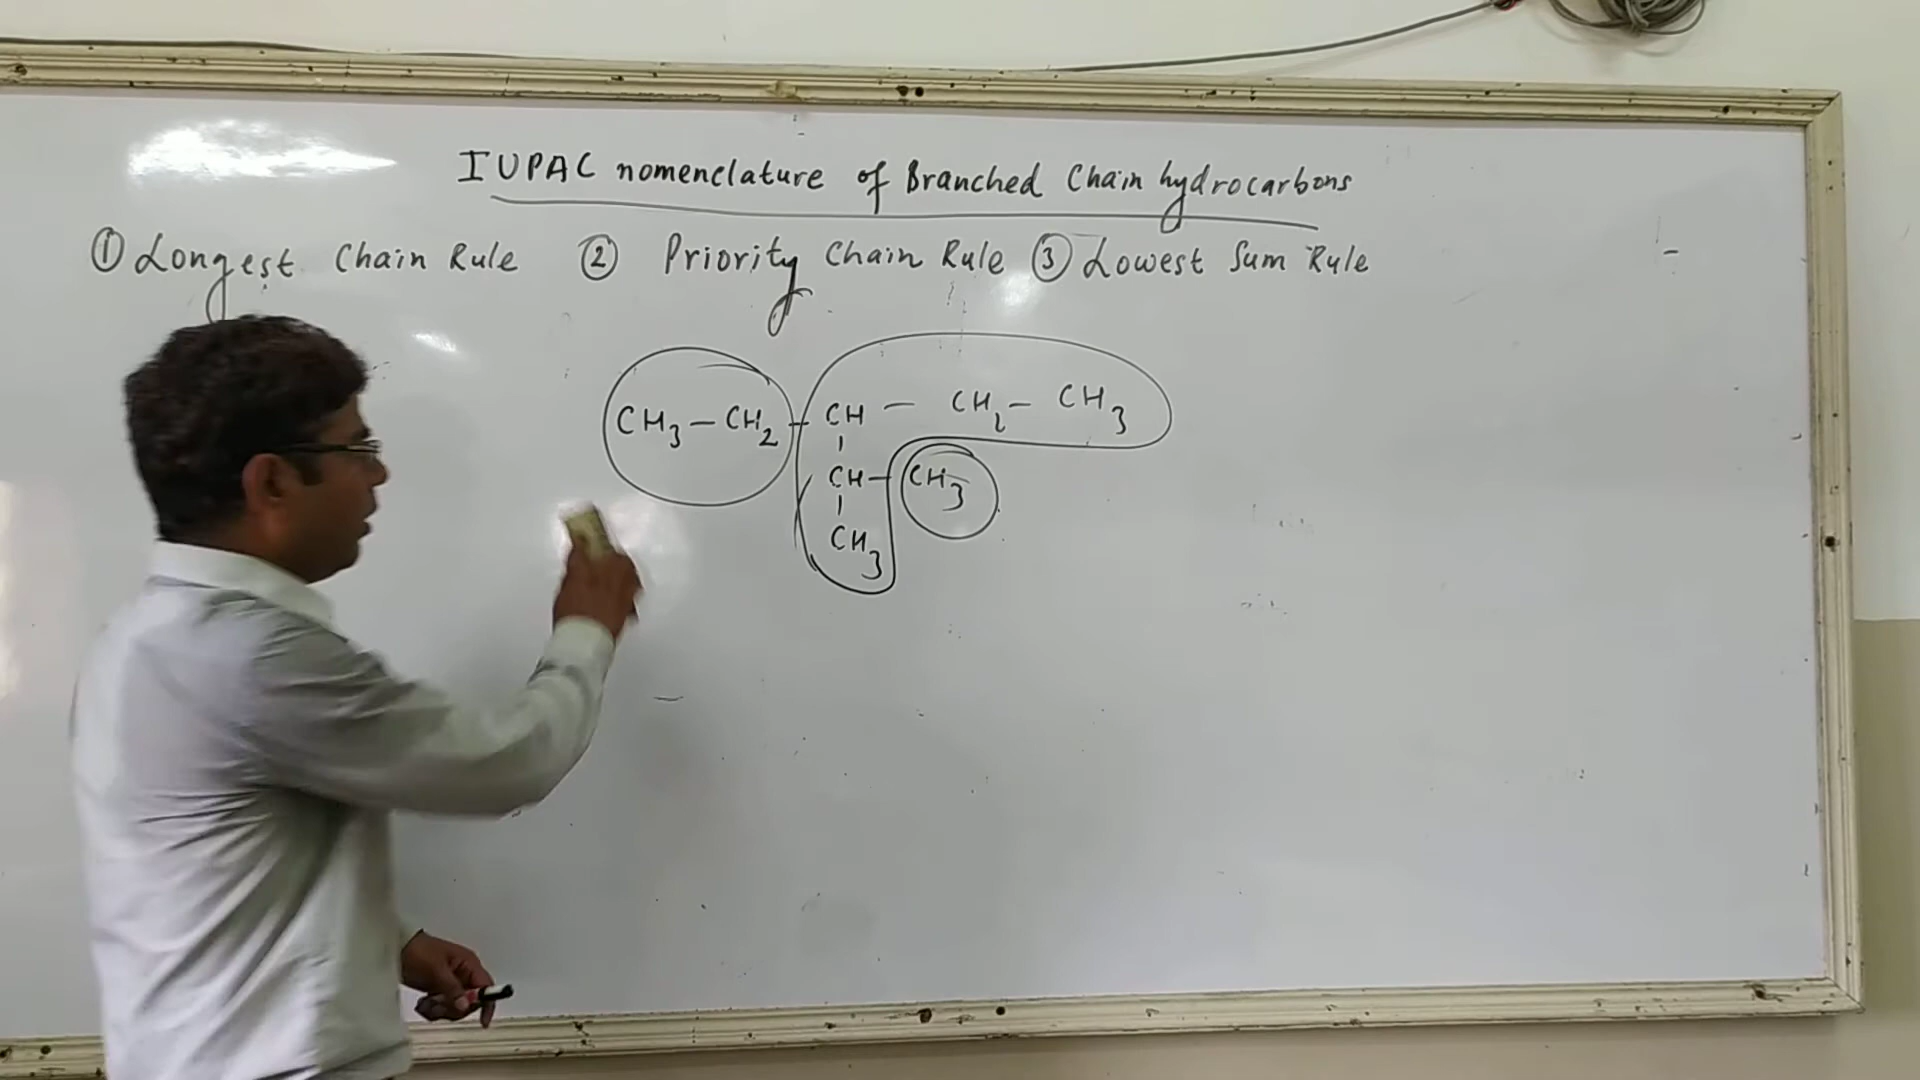 IUPAC nomenclature of Branched Chain hydrocarbons
① Longest Chain Rule ② Priority Chain Rule ③ Lowest Sum Rule
CH₃ — CH₂ — CH — CH₂ — CH₃
CH — CH₃
CH₃